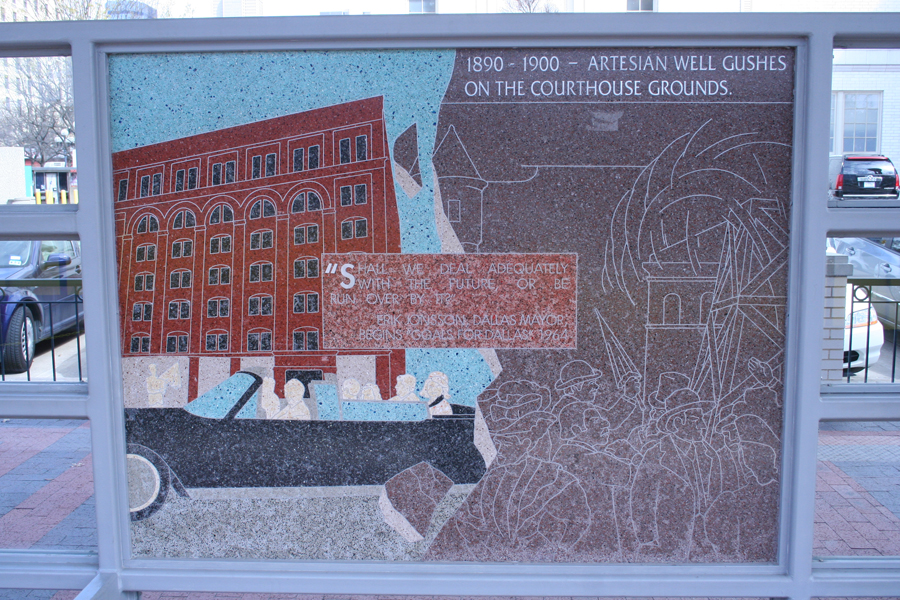 1890 - 1900 - ARTESIAN WELL GUSHES
ON THE COURTHOUSE GROUNDS.
"SHALL WE DEAL ADEQUATELY
WITH THE FUTURE, OR BE
RUN OVER BY IT?"
ERIK JONSSON, DALLAS MAYOR,
BEGINS "GOALS FOR DALLAS" 1964